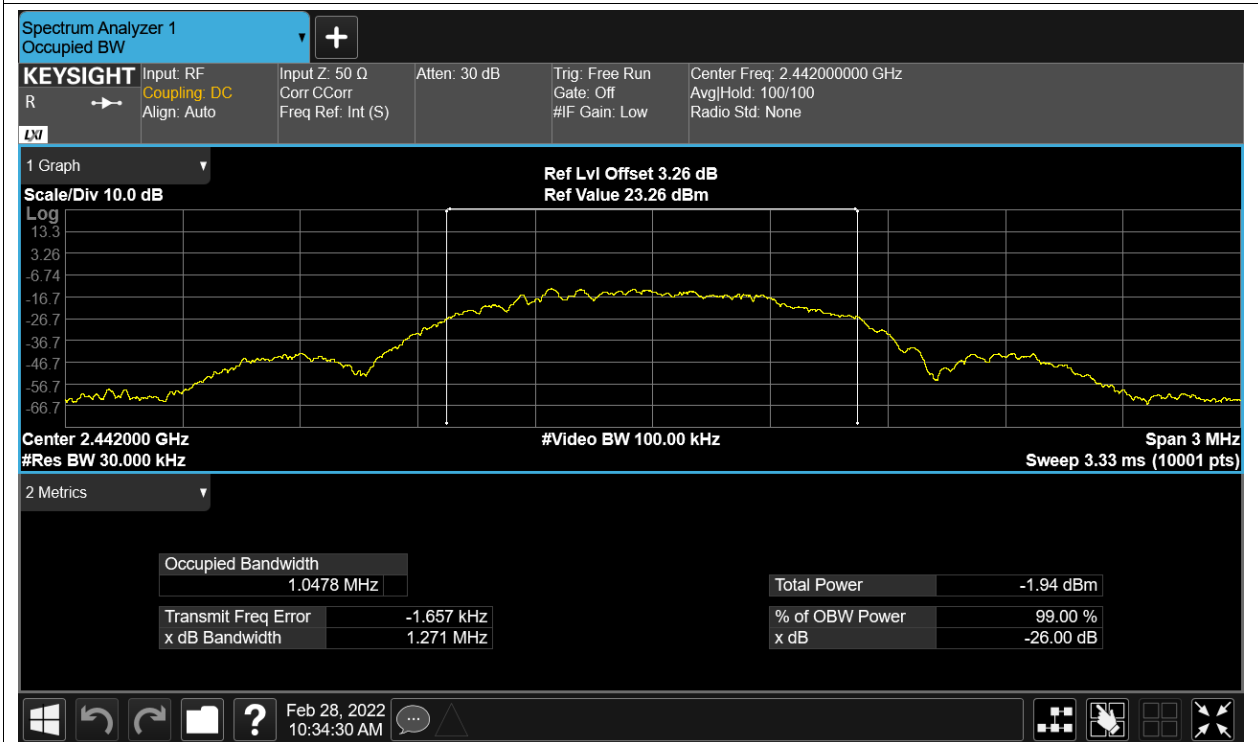 Spectrum Analyzer 1
Occupied BW
KEYSIGHT
R
LXI
Input: RF
Coupling: DC
Align: Auto
Input Z: 50 Ω
Corr CCorr
Freq Ref: Int (S)
Atten: 30 dB
Trig: Free Run
Gate: Off
#IF Gain: Low
Center Freq: 2.442000000 GHz
Avg|Hold: 100/100
Radio Std: None
1 Graph
Scale/Div 10.0 dB
Ref Lvl Offset 3.26 dB
Ref Value 23.26 dBm
Log
13.3
3.26
-6.74
-16.7
-26.7
-36.7
-46.7
-56.7
-66.7
Center 2.442000 GHz
#Res BW 30.000 kHz
#Video BW 100.00 kHz
Span 3 MHz
Sweep 3.33 ms (10001 pts)
2 Metrics
Occupied Bandwidth
1.0478 MHz
Transmit Freq Error -1.657 kHz
x dB Bandwidth 1.271 MHz
Total Power -1.94 dBm
% of OBW Power 99.00 %
x dB -26.00 dB
?
Feb 28, 2022
10:34:30 AM